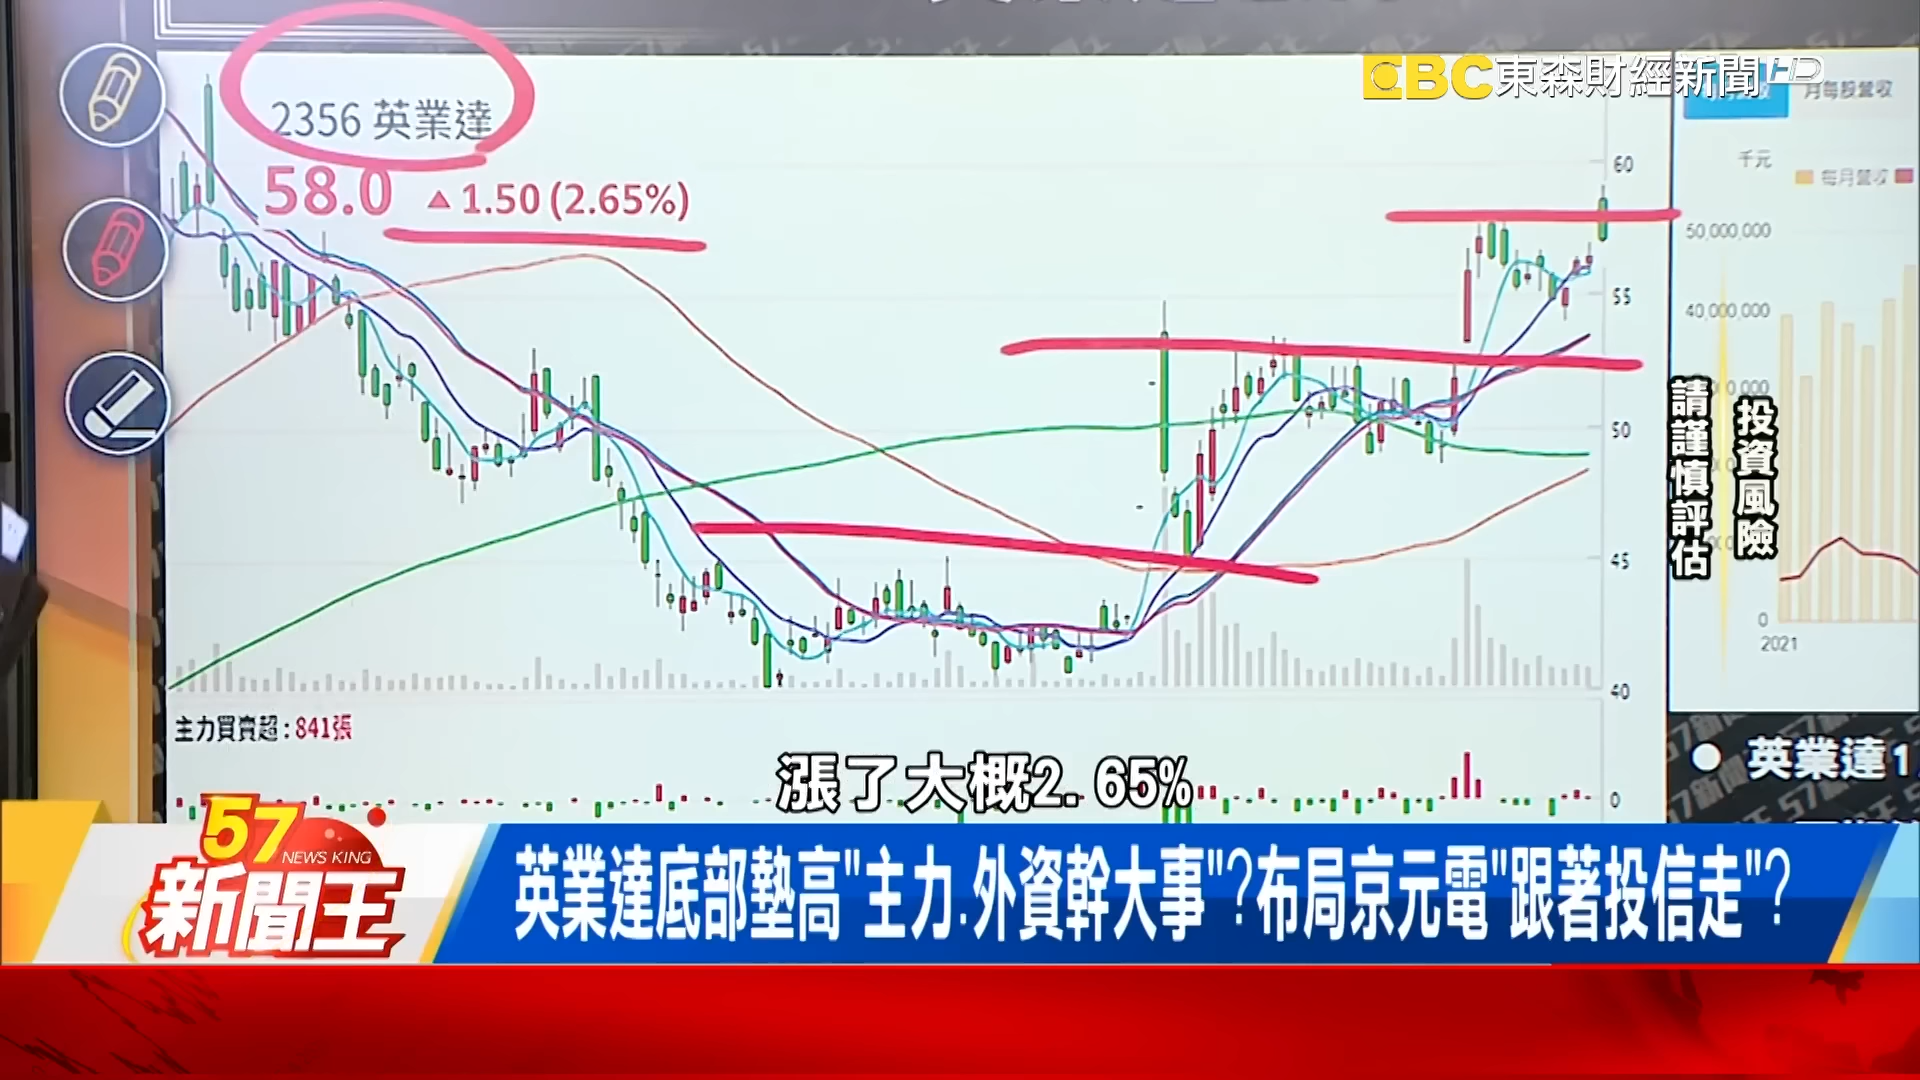 EBC東森財經新聞HD
2356 英業達
58.0 ▲1.50 (2.65%)
月每股營收
千元
每月營收
60
55
50
45
40
50,000,000
40,000,000
0
2021
投資風險
請謹慎評估
主力買賣超:841張
0
英業達1
漲了大概2.65%
57
NEWS KING
新聞王
英業達底部墊高"主力.外資幹大事"?布局京元電"跟著投信走"?